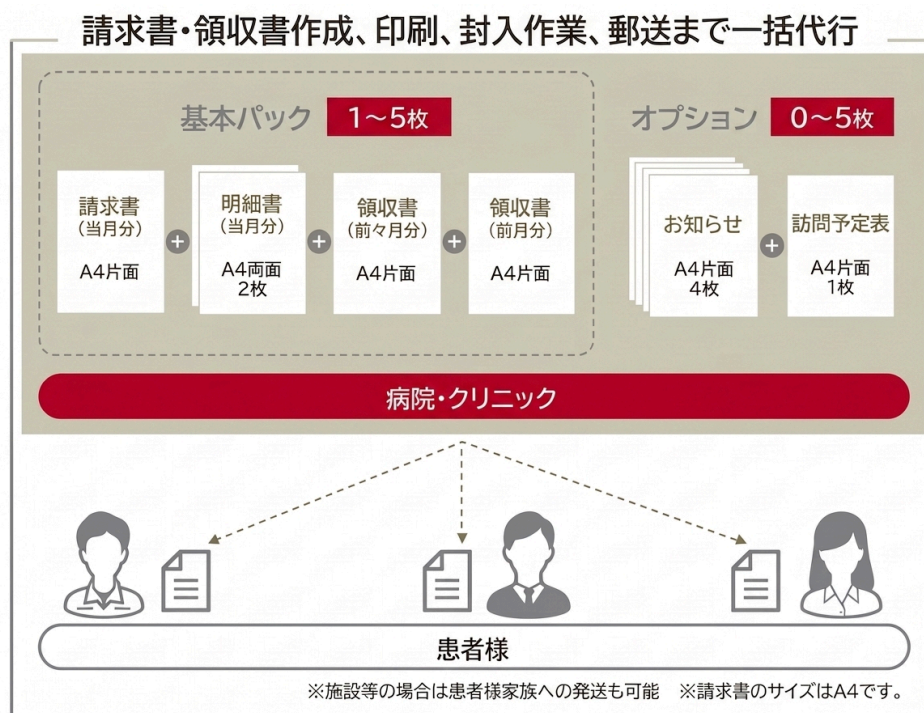 請求書・領収書作成、印刷、封入作業、郵送まで一括代行
基本パック 1〜5枚
オプション 0〜5枚
請求書
（当月分）
A4片面
+
明細書
（当月分）
A4両面
2枚
+
領収書
（前々月分）
A4片面
+
領収書
（前月分）
A4片面
お知らせ
A4片面
4枚
+
訪問予定表
A4片面
1枚
病院・クリニック
患者様
※施設等の場合は患者様家族への発送も可能 ※請求書のサイズはA4です。